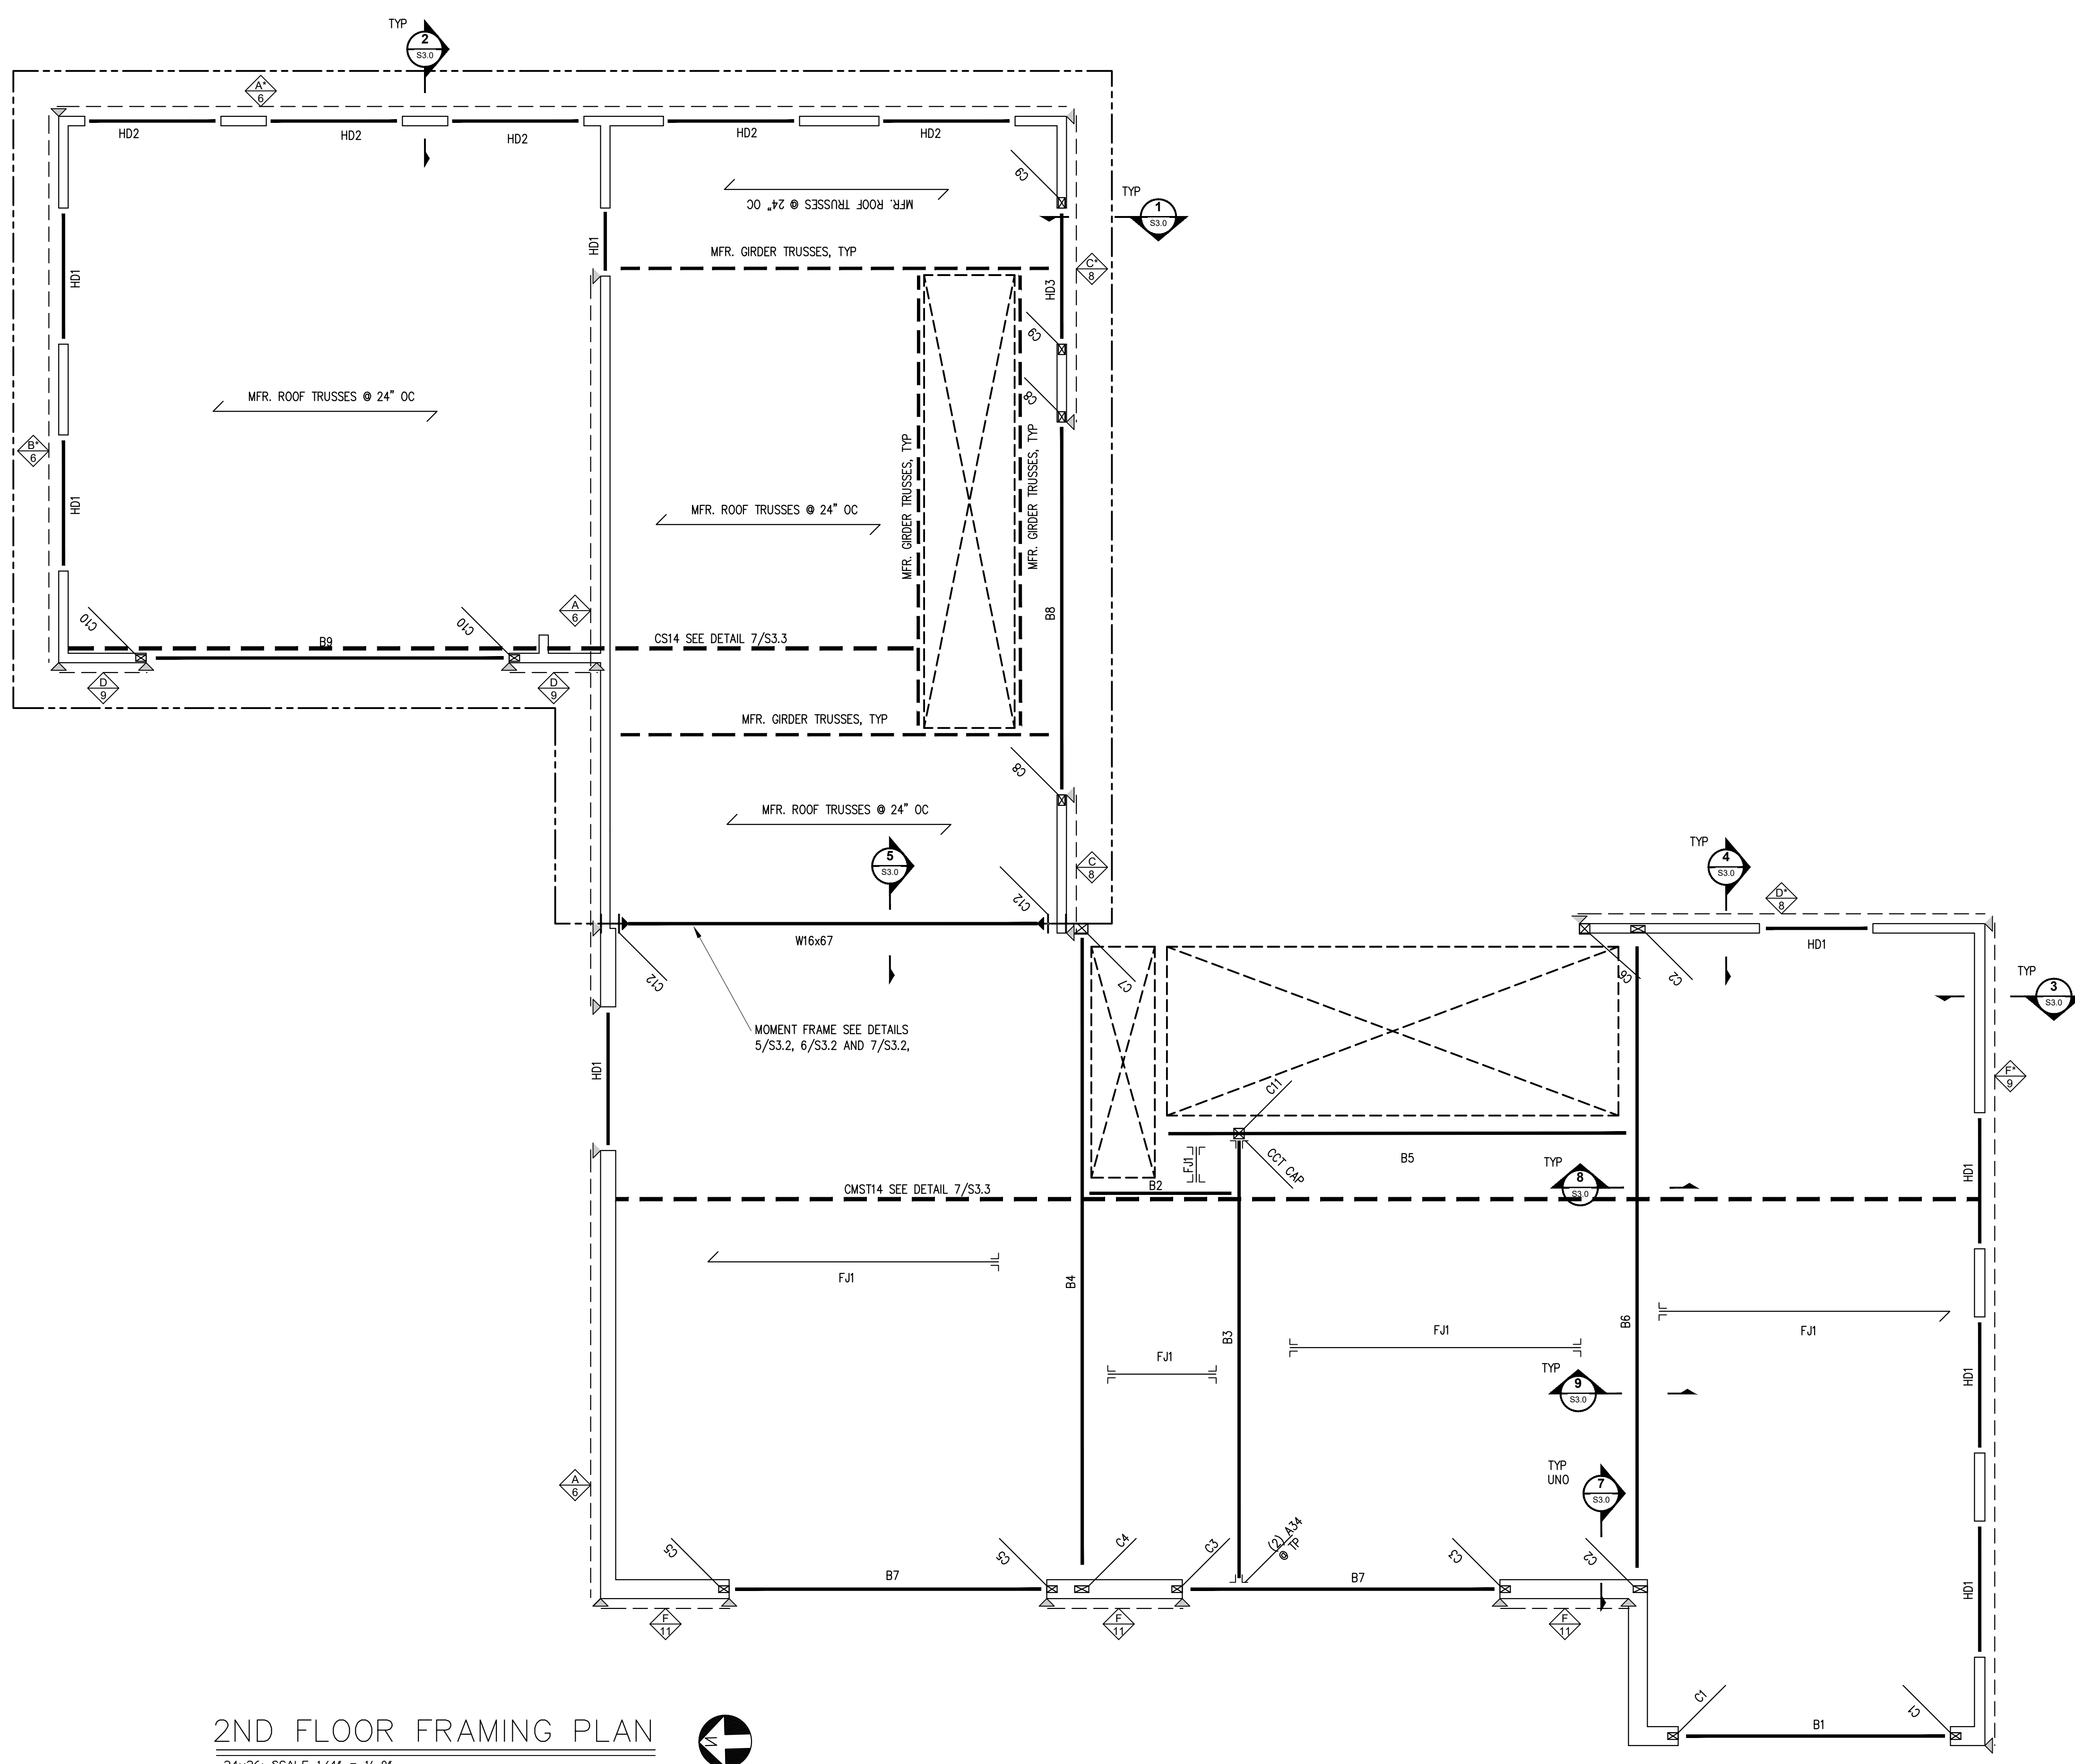 TYP
2
S3.0
A*
6
HD2
HD2
HD2
HD2
HD2
C9
MFR. ROOF TRUSSES @ 24" OC
TYP
1
S3.0
HD1
HD1
MFR. GIRDER TRUSSES, TYP
C*
8
HD3
C9
C8
MFR. ROOF TRUSSES @ 24" OC
B*
6
HD1
MFR. GIRDER TRUSSES, TYP
MFR. GIRDER TRUSSES, TYP
MFR. ROOF TRUSSES @ 24" OC
B8
C10
C10
A
6
B9
CS14 SEE DETAIL 7/S3.3
D
9
D
9
MFR. GIRDER TRUSSES, TYP
C8
MFR. ROOF TRUSSES @ 24" OC
5
S3.0
C
8
C12
TYP
4
S3.0
D*
8
W16x67
HD1
C12
C7
C6
C2
TYP
3
S3.0
MOMENT FRAME SEE DETAILS
5/S3.2, 6/S3.2 AND 7/S3.2,
HD1
F*
9
C11
CCT CAP
FJ1
B5
TYP
8
S3.0
HD1
CMST14 SEE DETAIL 7/S3.3
B2
FJ1
B4
B3
FJ1
FJ1
B6
FJ1
TYP
9
S3.0
HD1
A
6
TYP
UNO
7
S3.0
C5
C5
C4
C3
(2) A34
@ TP
C3
C2
HD1
B7
B7
F
11
F
11
F
11
C1
C1
B1
2ND FLOOR FRAMING PLAN
N
24x36: SCALE 1/4" = 1'-0"